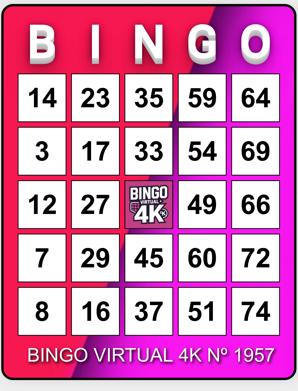 BINGO
14 23 35 59 64
3 17 33 54 69
12 27 BINGO VIRTUAL 4K 49 66
7 29 45 60 72
8 16 37 51 74
BINGO VIRTUAL 4K Nº 1957